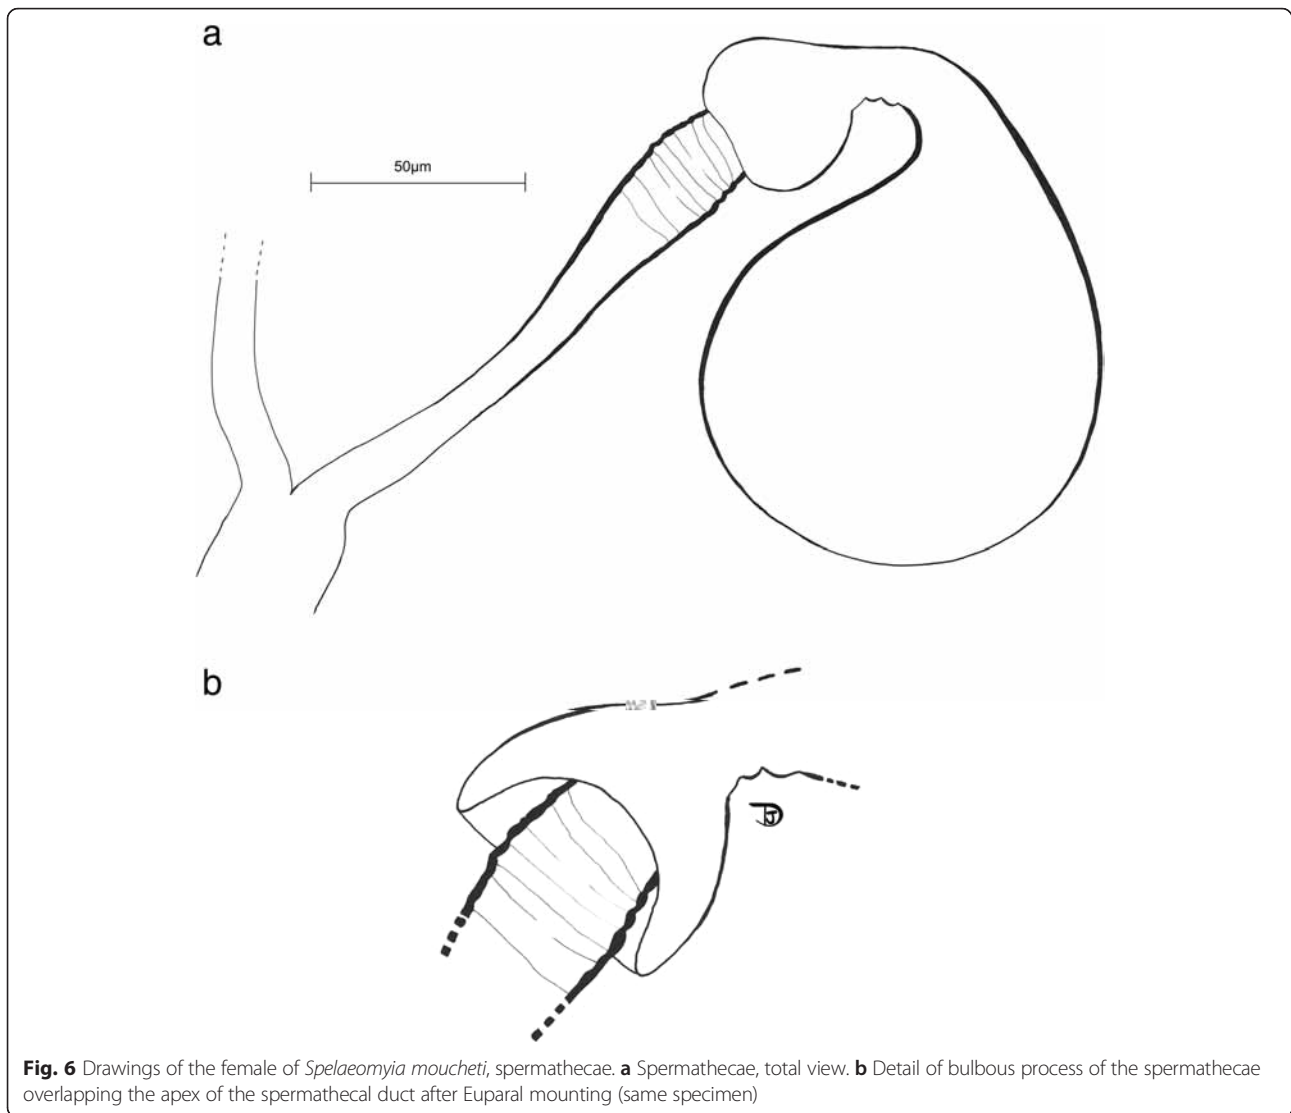 a
50µm
b
Fig. 6 Drawings of the female of Spelaeomyia moucheti, spermathecae. a Spermathecae, total view. b Detail of bulbous process of the spermathecae
overlapping the apex of the spermathecal duct after Euparal mounting (same specimen)